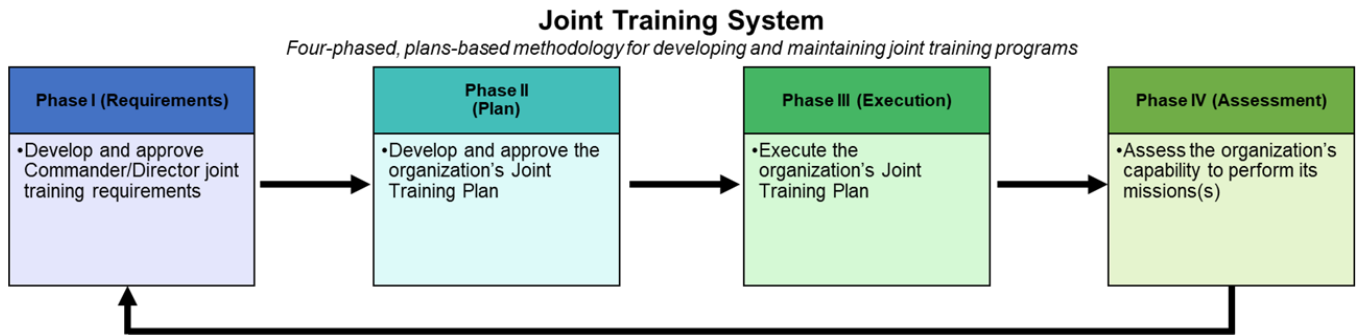 Joint Training System
Four-phased, plans-based methodology for developing and maintaining joint training programs
Phase I (Requirements)
•Develop and approve
Commander/Director joint
training requirements
Phase II
(Plan)
•Develop and approve the
organization's Joint
Training Plan
Phase III (Execution)
•Execute the
organization's Joint
Training Plan
Phase IV (Assessment)
•Assess the organization's
capability to perform its
missions(s)